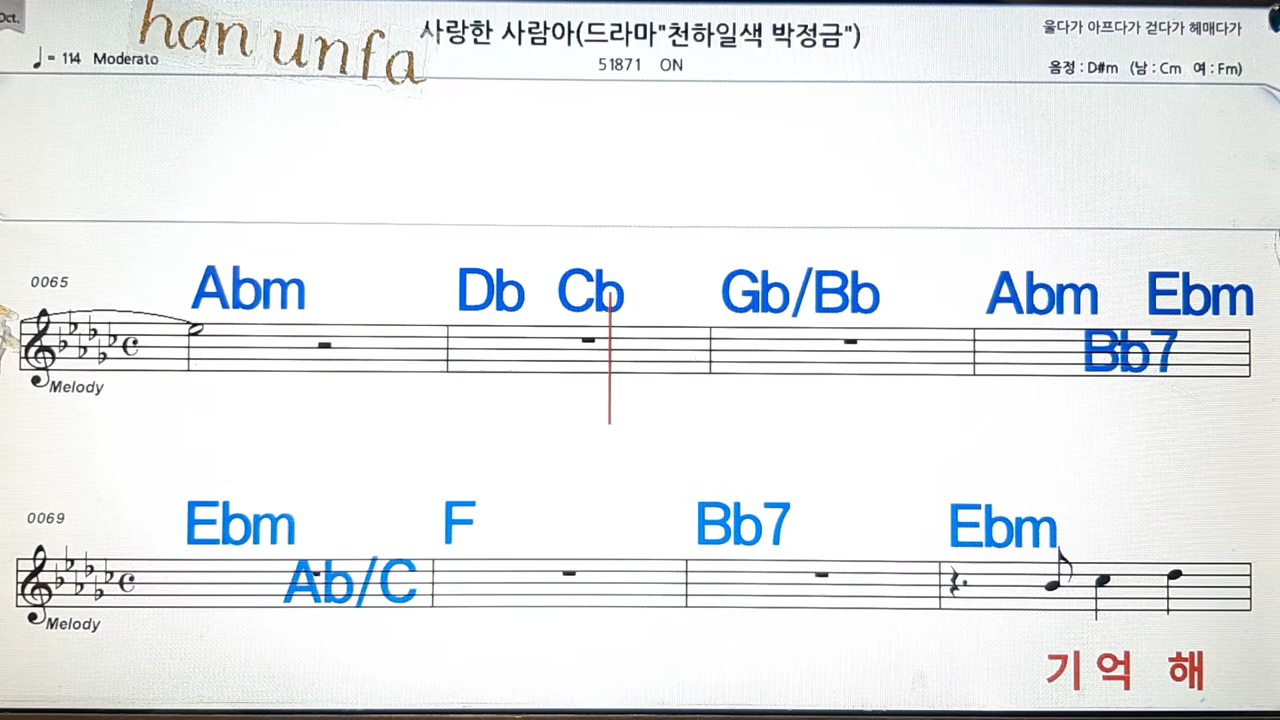 Oct.
han unfa
사랑한 사람아(드라마"천하일색 박정금")
울다가 아프다가 걷다가 헤매다가
♩= 114 Moderato
51871 ON
음정 : D#m (남 : Cm 여 : Fm)
0065
Abm Db Cb Gb/Bb Abm Ebm
Bb7
Melody
0069
Ebm F Bb7 Ebm
Ab/C
Melody
기 억 해